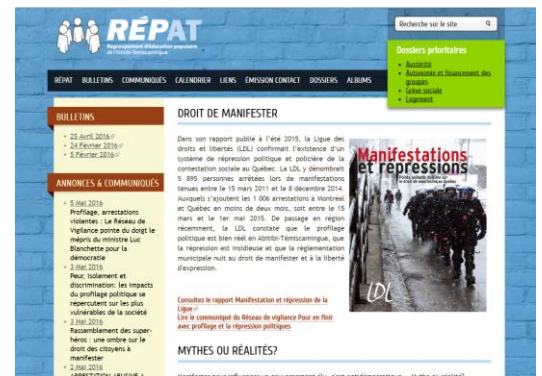 RÉPAT
Regroupement d'éducation populaire
de l'Abitibi-Témiscamingue
Recherche sur le site
Dossiers prioritaires
Austérité
Autonomie et financement des
groupes
Grève sociale
Logement
RÉPAT BULLETINS COMMUNIQUÉS CALENDRIER LIENS ÉMISSION CONTACT DOSSIERS ALBUMS
BULLETINS
25 Avril 2016
24 Février 2016
5 Février 2016
ANNONCES & COMMUNIQUÉS
5 Mai 2016
Profilage, arrestations
violentes : Le Réseau de
Vigilance pointe du doigt le
mépris du ministre Luc
Blanchette pour la
démocratie
3 Mai 2016
Peur, isolement et
discrimination: les impacts
du profilage politique se
répercutent sur les plus
vulnérables de la société
3 Mai 2016
Rassemblement des super-
héros : une ombre sur le
droit des citoyens à
manifester
2 Mai 2016
ARRESTATION ABUSIVE
DROIT DE MANIFESTER
Dans son rapport publié à l'été 2015, la Ligue des
droits et libertés (LDL) confirmait l'existence d'un
système de répression politique et policière de la
contestation sociale au Québec. La LDL y dénombrait
5 895 personnes arrêtées lors de manifestations
tenues entre le 15 mars 2011 et le 8 décembre 2014.
Auxquels s'ajoutent les 1 006 arrestations à Montréal
et Québec en moins de deux mois, soit entre le 15
mars et le 1er mai 2015. De passage en région
récemment, la LDL constate que le profilage
politique est bien réel en Abitibi-Témiscamingue, que
la répression est insidieuse et que la règlementation
municipale nuit au droit de manifester et à la liberté
d'expression.
Consultez le rapport Manifestation et répression de la
Ligue
Lire le communiqué du Réseau de vigilance Pour en finir
avec profilage et la répression politiques
Manifestations
et répressions
LDL
MYTHES OU RÉALITÉS?